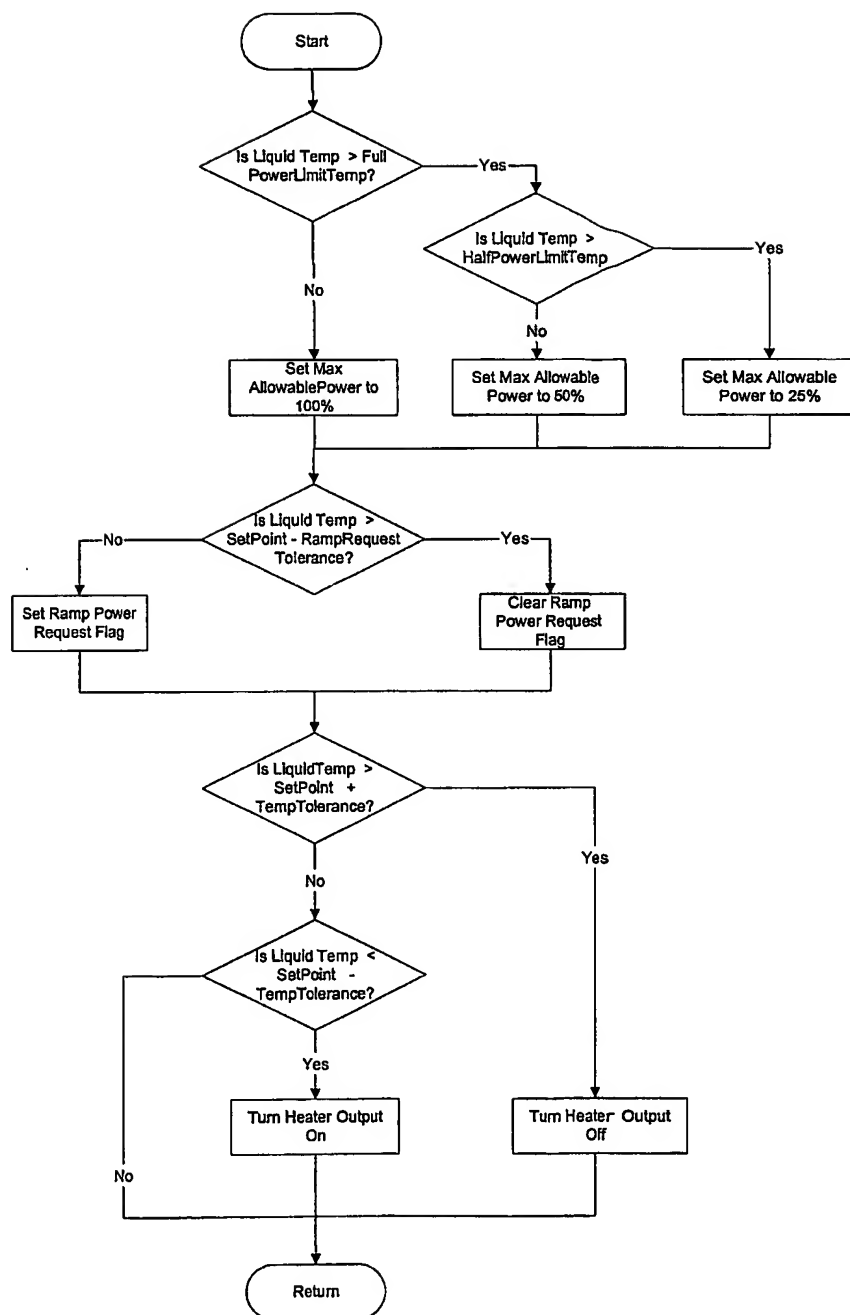 Start
Is Liquid Temp > Full
PowerLimitTemp?
Yes
Is Liquid Temp >
HalfPowerLimitTemp
Yes
No
No
Set Max
AllowablePower to
100%
Set Max Allowable
Power to 50%
Set Max Allowable
Power to 25%
Is Liquid Temp >
SetPoint - RampRequest
Tolerance?
No
Yes
Set Ramp Power
Request Flag
Clear Ramp
Power Request
Flag
Is LiquidTemp >
SetPoint +
TempTolerance?
Yes
No
Is Liquid Temp <
SetPoint -
TempTolerance?
Yes
Turn Heater Output
On
Turn Heater Output
Off
No
Return